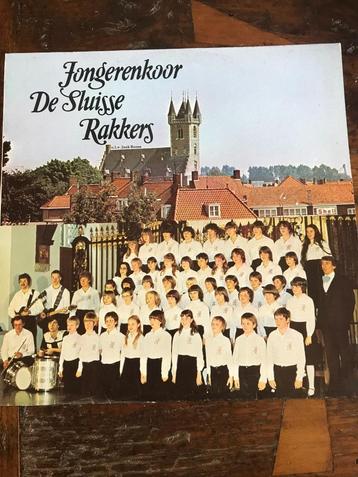 Jongerenkoor
De Sluisse
Rakkers